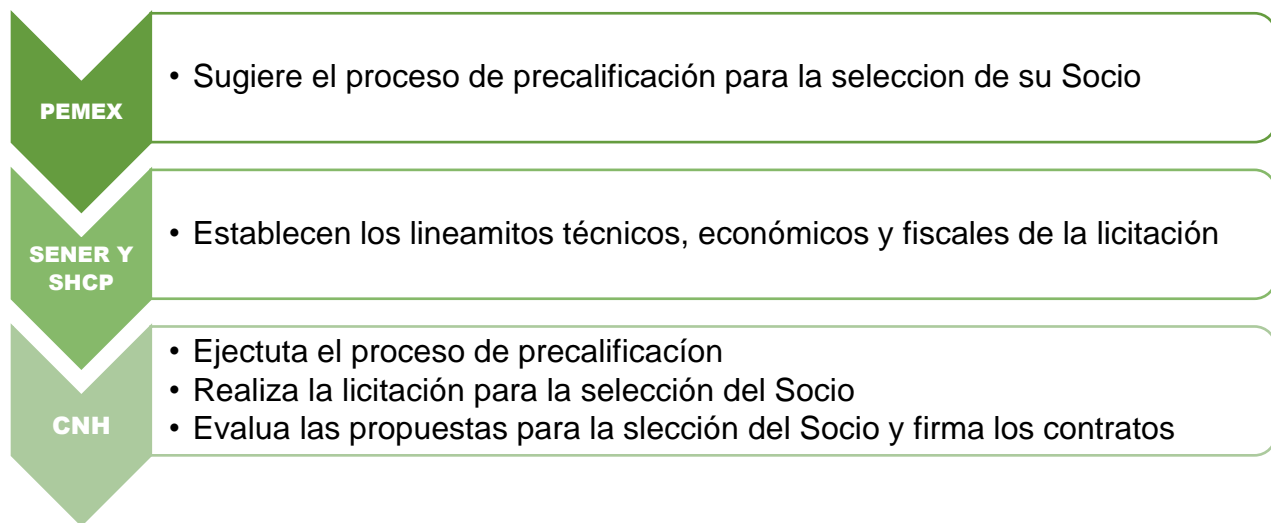 PEMEX
• Sugiere el proceso de precalificación para la seleccion de su Socio
SENER Y
SHCP
• Establecen los lineamitos técnicos, económicos y fiscales de la licitación
CNH
• Ejectuta el proceso de precalificacíon
• Realiza la licitación para la selección del Socio
• Evalua las propuestas para la slección del Socio y firma los contratos